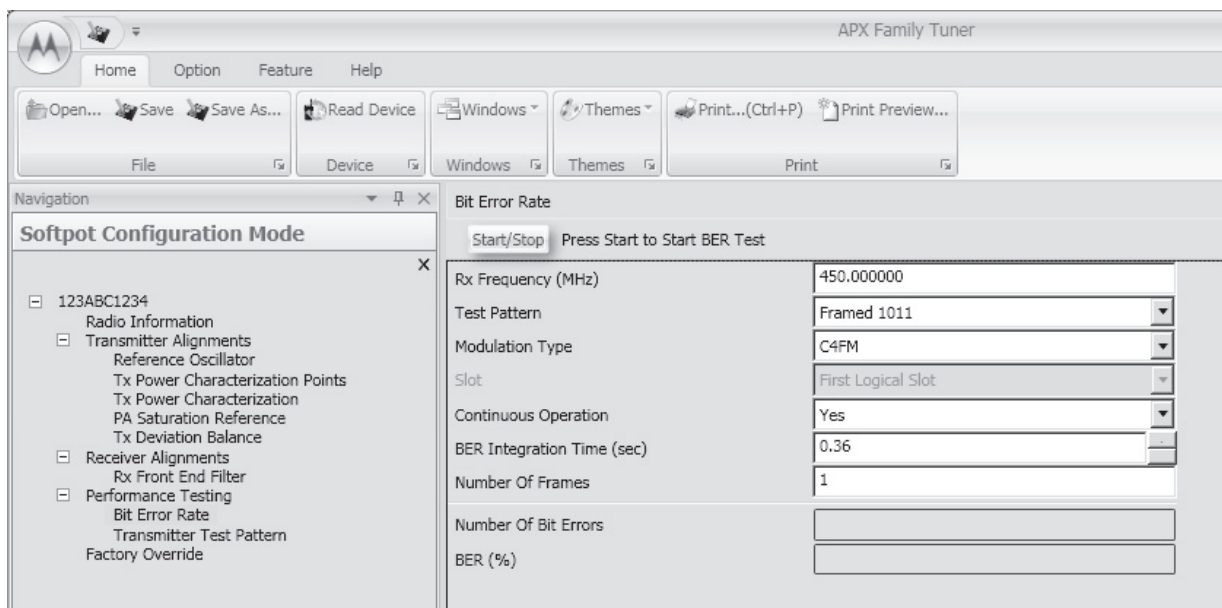 APX Family Tuner
Home Option Feature Help
Open... Save Save As... Read Device Windows Themes Print...(Ctrl+P) Print Preview...
File Device Windows Themes Print
Navigation
Softpot Configuration Mode
123ABC1234
Radio Information
Transmitter Alignments
Reference Oscillator
Tx Power Characterization Points
Tx Power Characterization
PA Saturation Reference
Tx Deviation Balance
Receiver Alignments
Rx Front End Filter
Performance Testing
Bit Error Rate
Transmitter Test Pattern
Factory Override
Bit Error Rate
Start/Stop Press Start to Start BER Test
Rx Frequency (MHz) 450.000000
Test Pattern Framed 1011
Modulation Type C4FM
Slot First Logical Slot
Continuous Operation Yes
BER Integration Time (sec) 0.36
Number Of Frames 1
Number Of Bit Errors
BER (%)